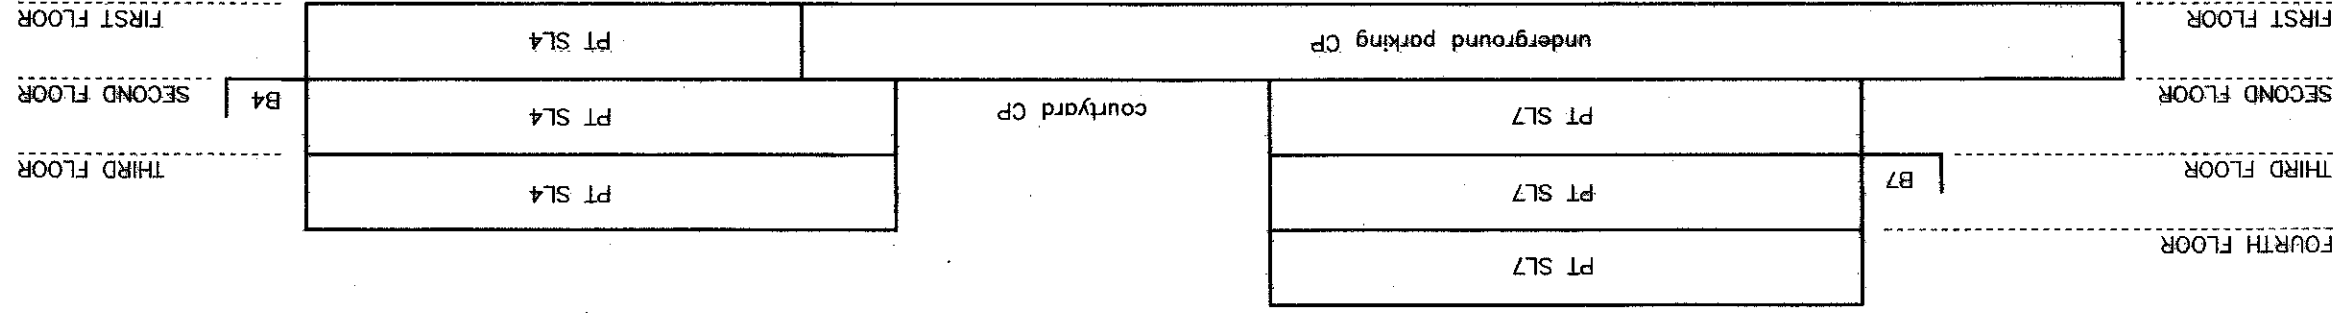 PT SL7
FOURTH FLOOR
THIRD FLOOR
B7
PT SL7
PT SL4
THIRD FLOOR
SECOND FLOOR
PT SL7
courtyard CP
PT SL4
B4
SECOND FLOOR
FIRST FLOOR
underground parking CP
PT SL4
FIRST FLOOR